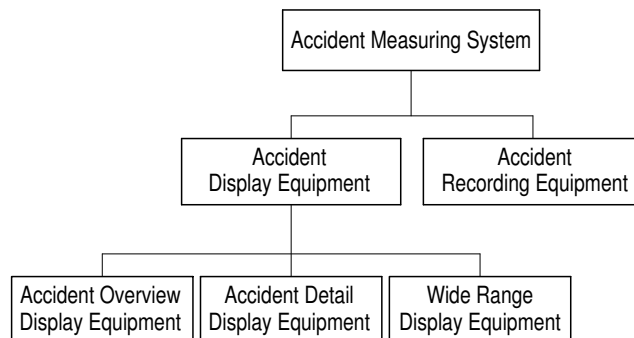 Accident Measuring System
Accident
Display Equipment
Accident
Recording Equipment
Accident Overview
Display Equipment
Accident Detail
Display Equipment
Wide Range
Display Equipment